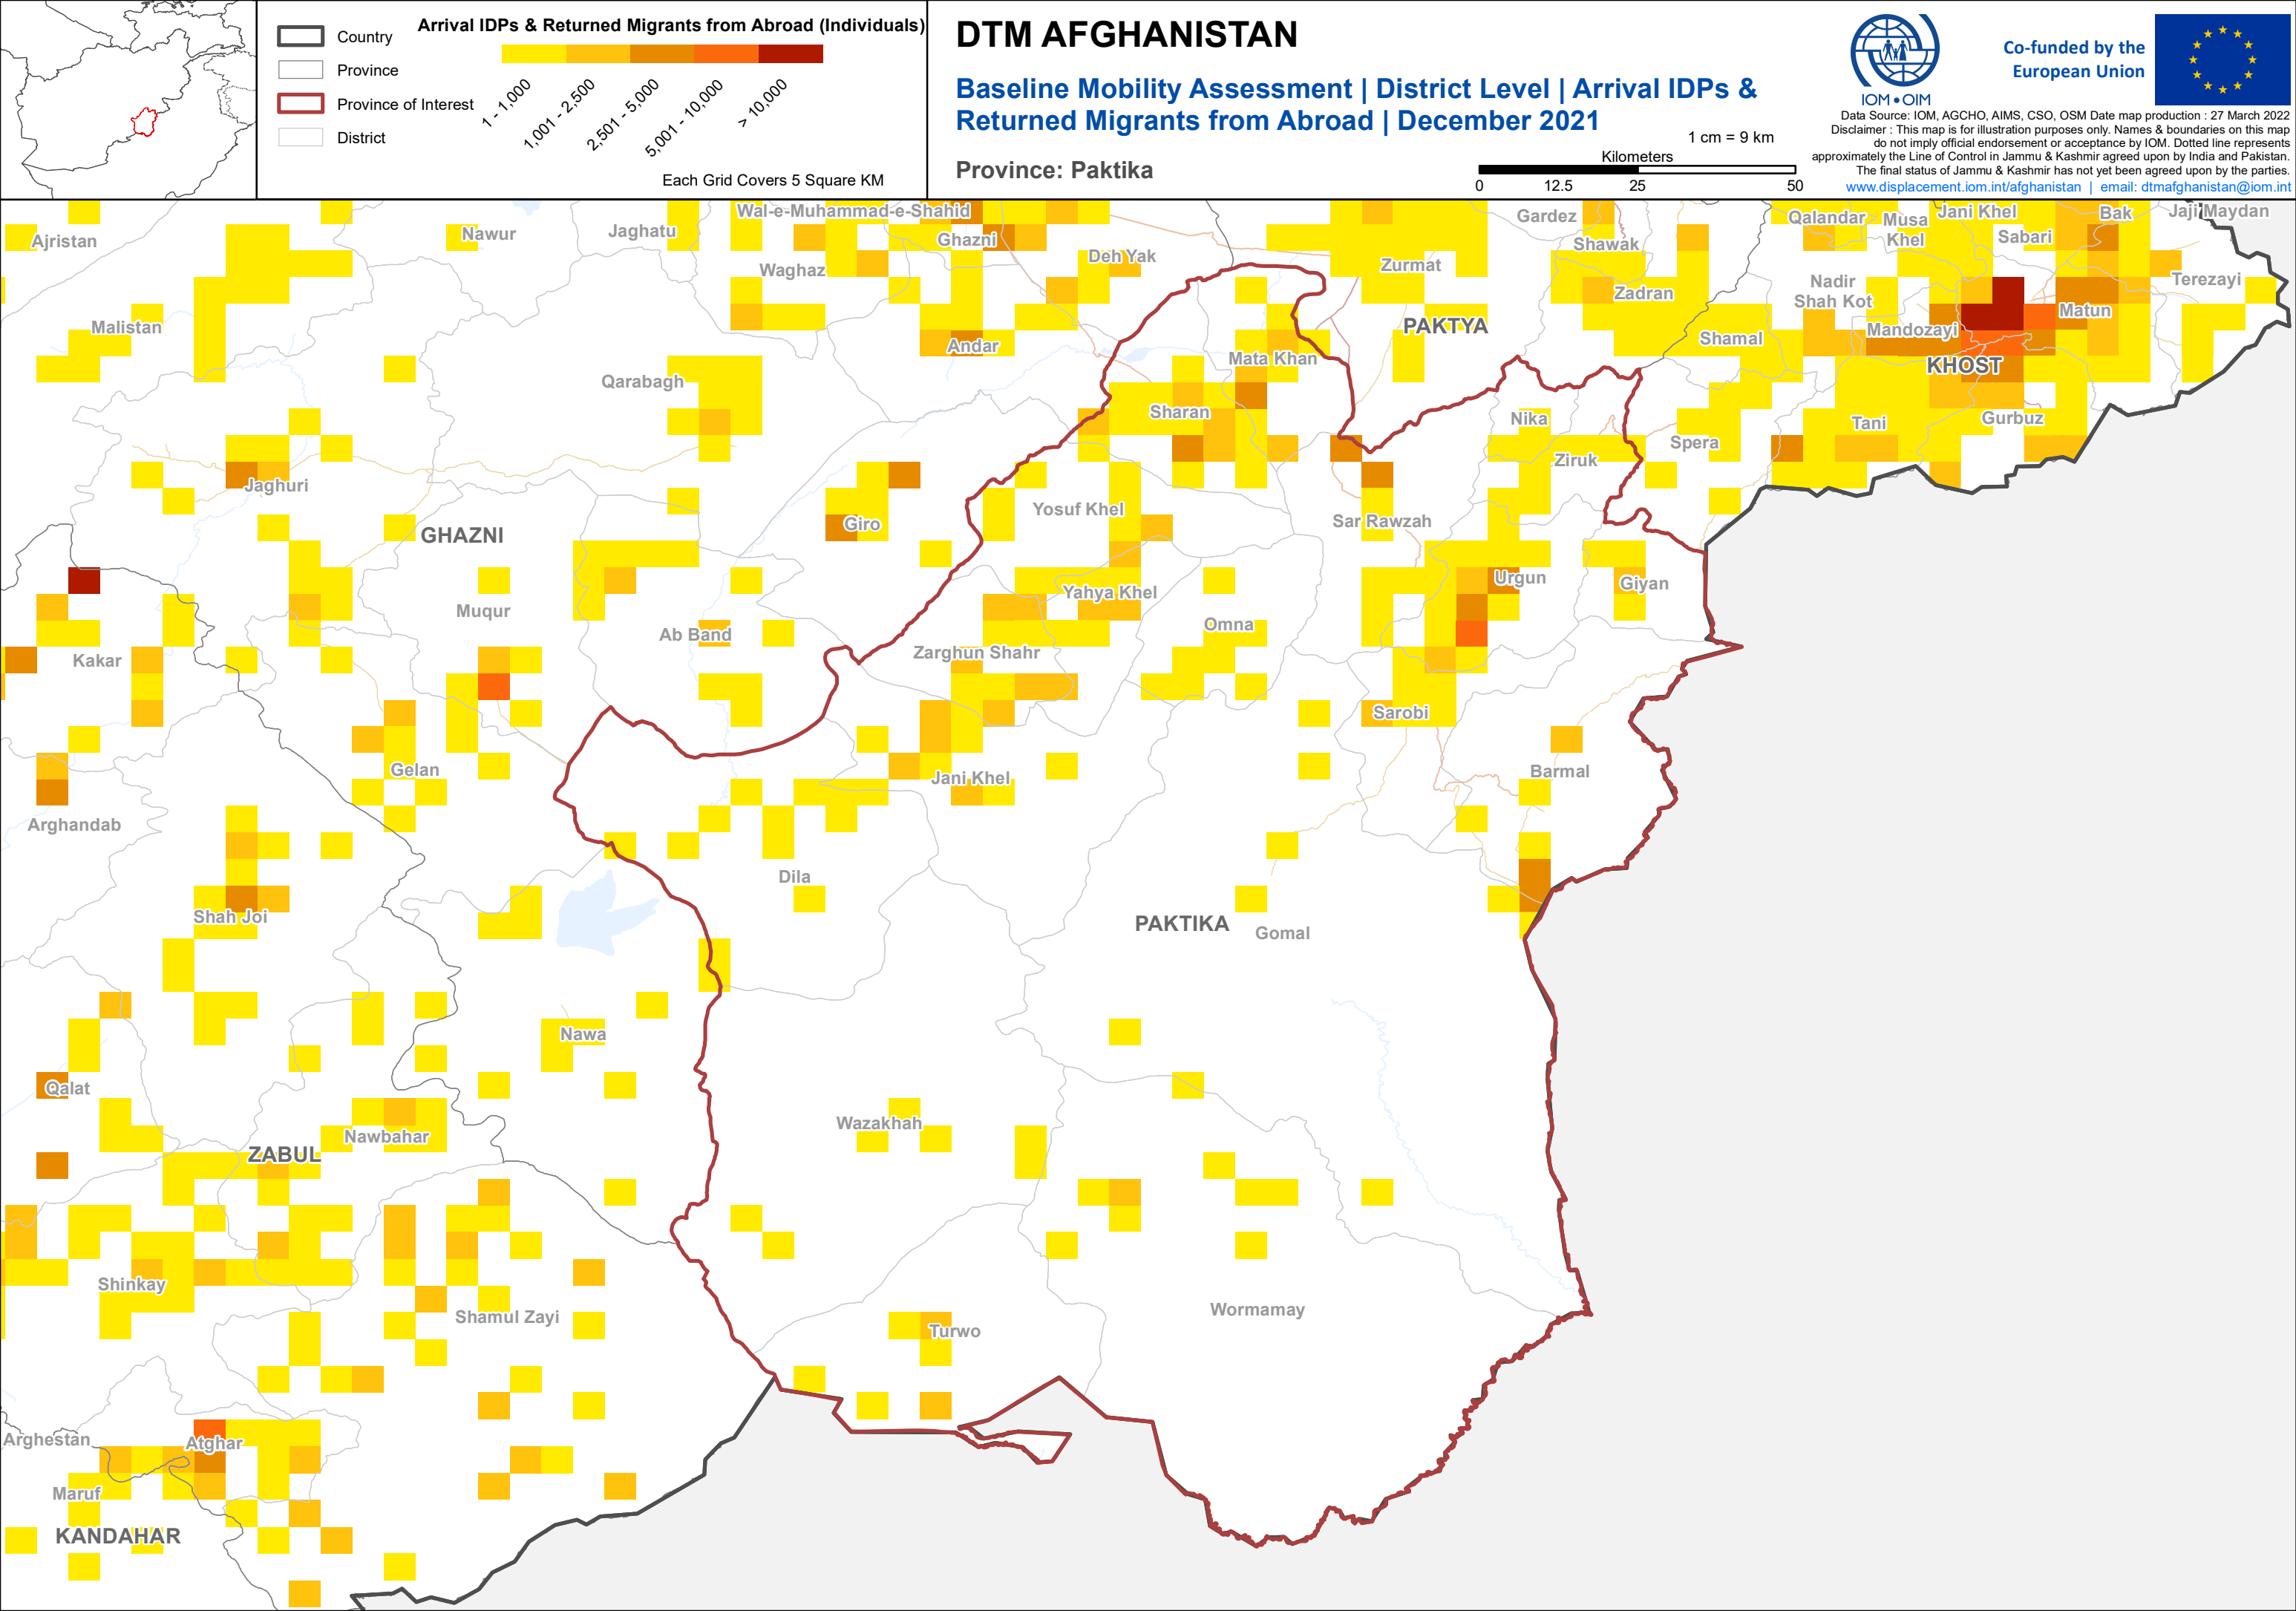 Country
Province
Province of Interest
District
Arrival IDPs & Returned Migrants from Abroad (Individuals)
1 - 1,000
1,001 - 2,500
2,501 - 5,000
5,001 - 10,000
> 10,000
Each Grid Covers 5 Square KM
DTM AFGHANISTAN
Baseline Mobility Assessment | District Level | Arrival IDPs &
Returned Migrants from Abroad | December 2021
Province: Paktika
1 cm = 9 km
Kilometers
0 12.5 25 50
IOM • OIM
Co-funded by the
European Union
Data Source: IOM, AGCHO, AIMS, CSO, OSM Date map production : 27 March 2022
Disclaimer : This map is for illustration purposes only. Names & boundaries on this map
do not imply official endorsement or acceptance by IOM. Dotted line represents
approximately the Line of Control in Jammu & Kashmir agreed upon by India and Pakistan.
The final status of Jammu & Kashmir has not yet been agreed upon by the parties.
www.displacement.iom.int/afghanistan | email: dtmafghanistan@iom.int
Ajristan
Nawur
Jaghatu
Wal-e-Muhammad-e-Shahid
Ghazni
Waghaz
Deh Yak
Zurmat
Gardez
Shawak
Zadran
Qalandar
Musa
Khel
Jani Khel
Sabari
Bak
Jaji Maydan
Terezayi
Nadir
Shah Kot
Matun
Malistan
Andar
Mata Khan
PAKTYA
Shamal
Mandozayi
KHOST
Qarabagh
Sharan
Nika
Tani
Gurbuz
Spera
Ziruk
Jaghuri
Giro
Yosuf Khel
Sar Rawzah
GHAZNI
Urgun
Giyan
Yahya Khel
Muqur
Ab Band
Omna
Zarghun Shahr
Kakar
Sarobi
Gelan
Jani Khel
Barmal
Arghandab
Dila
Shah Joi
PAKTIKA
Gomal
Nawa
Qalat
Wazakhah
Nawbahar
ZABUL
Shinkay
Shamul Zayi
Wormamay
Turwo
Arghestan
Atghar
Maruf
KANDAHAR